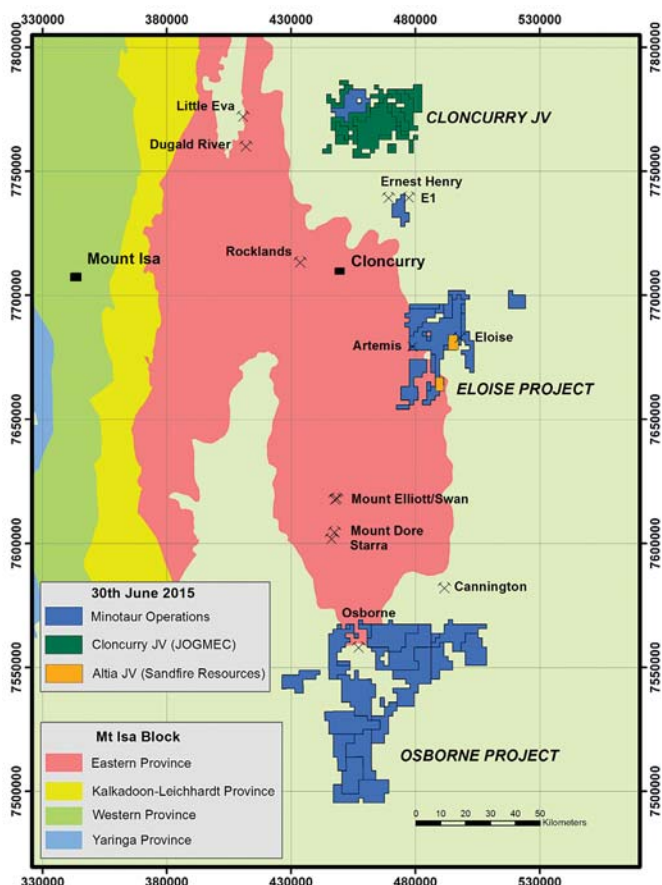 330000 380000 430000 480000 530000
7800000 7800000
Little Eva
CLONCURRY JV
Dugald River
7750000 7750000
Ernest Henry
E1
Rocklands
Mount Isa
Cloncurry
7700000 7700000
Artemis
Eloise
ELOISE PROJECT
7650000 7650000
Mount Elliott/Swan
Mount Dore
Starra
7600000 7600000
Cannington
30th June 2015
Minotaur Operations
Cloncurry JV (JOGMEC)
Altia JV (Sandfire Resources)
Osborne
7550000 7550000
Mt Isa Block
Eastern Province
Kalkadoon-Leichhardt Province
Western Province
Yaringa Province
OSBORNE PROJECT
7500000 7500000
0 5 10 20 30 40 50
Kilometers
330000 380000 430000 480000 530000